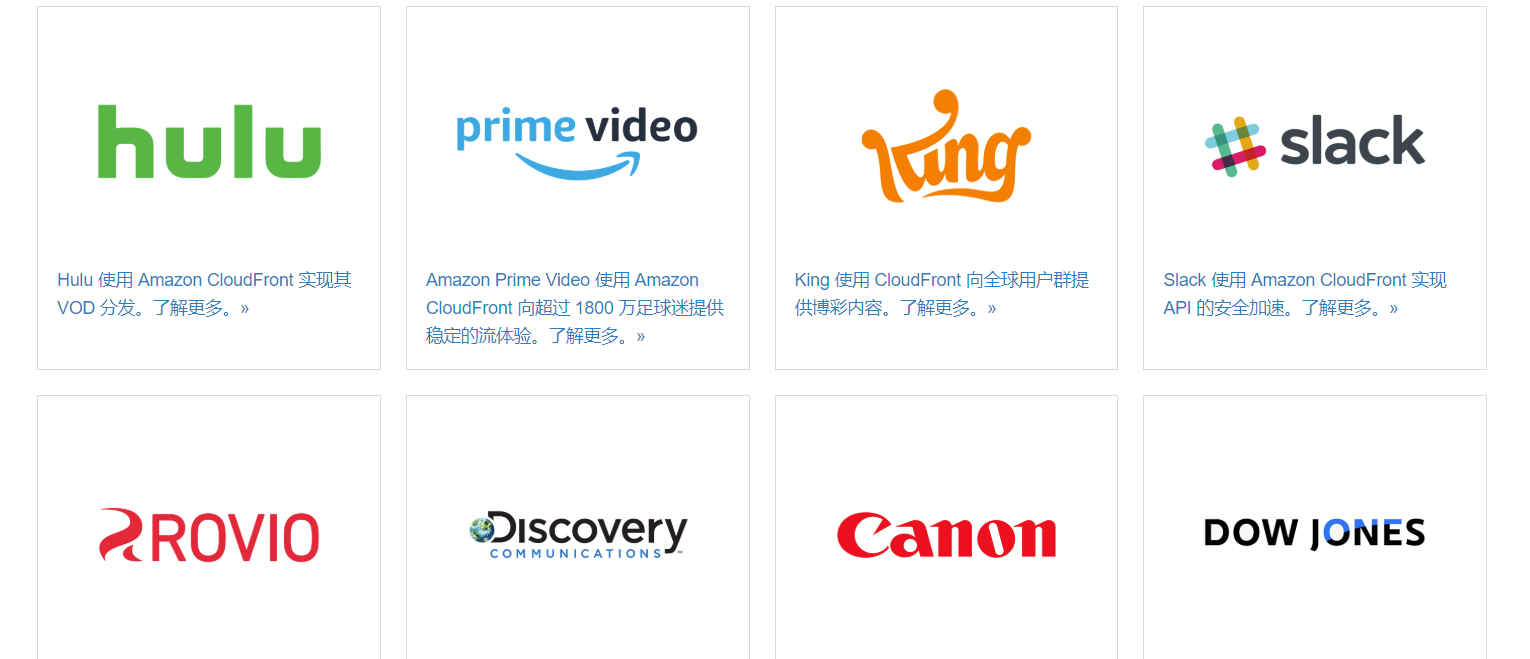 hulu
prime video
King
slack
Hulu 使用 Amazon CloudFront 实现其
VOD 分发。了解更多。»
Amazon Prime Video 使用 Amazon
CloudFront 向超过 1800 万足球迷提供
稳定的流体验。了解更多。»
King 使用 CloudFront 向全球用户群提
供博彩内容。了解更多。»
Slack 使用 Amazon CloudFront 实现
API 的安全加速。了解更多。»
ROVIO
DISCOVERY
COMMUNICATIONS™
Canon
DOW JONES